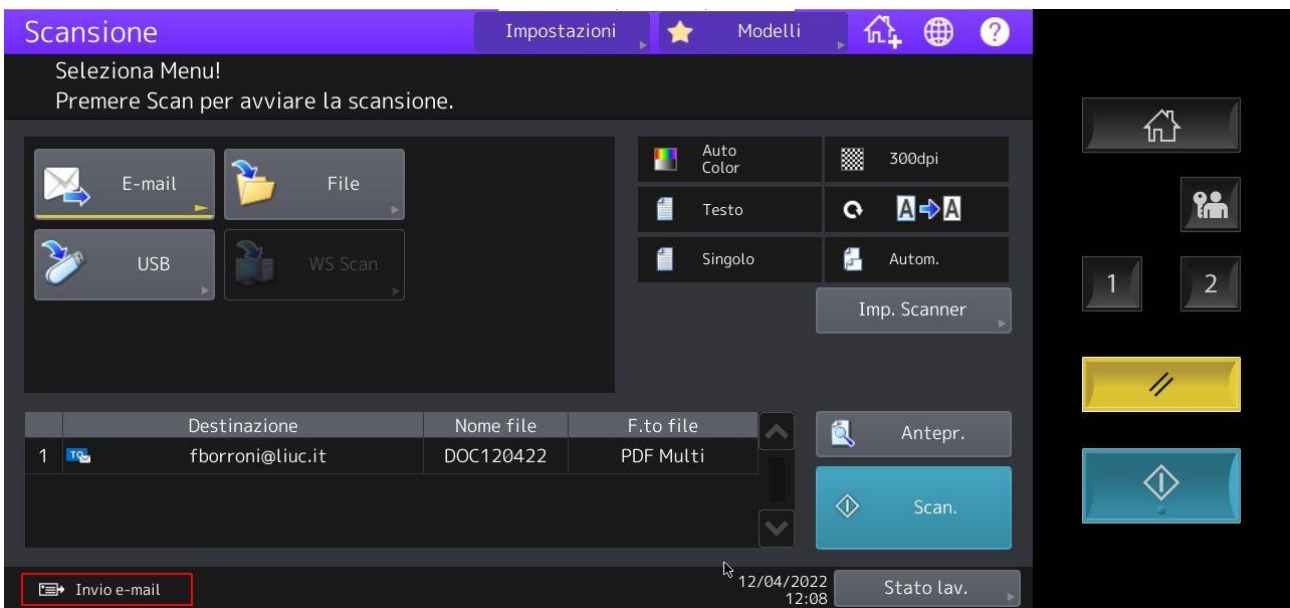 Scansione
Impostazioni
Modelli
?
Seleziona Menu!
Premere Scan per avviare la scansione.
E-mail
File
USB
WS Scan
Auto
Color
300dpi
Testo
A A
Singolo
Autom.
Imp. Scanner
1
2
Destinazione
Nome file
F.to file
1 TO fborroni@liuc.it DOC120422 PDF Multi
Antepr.
Scan.
Invio e-mail
12/04/2022
12:08
Stato lav.